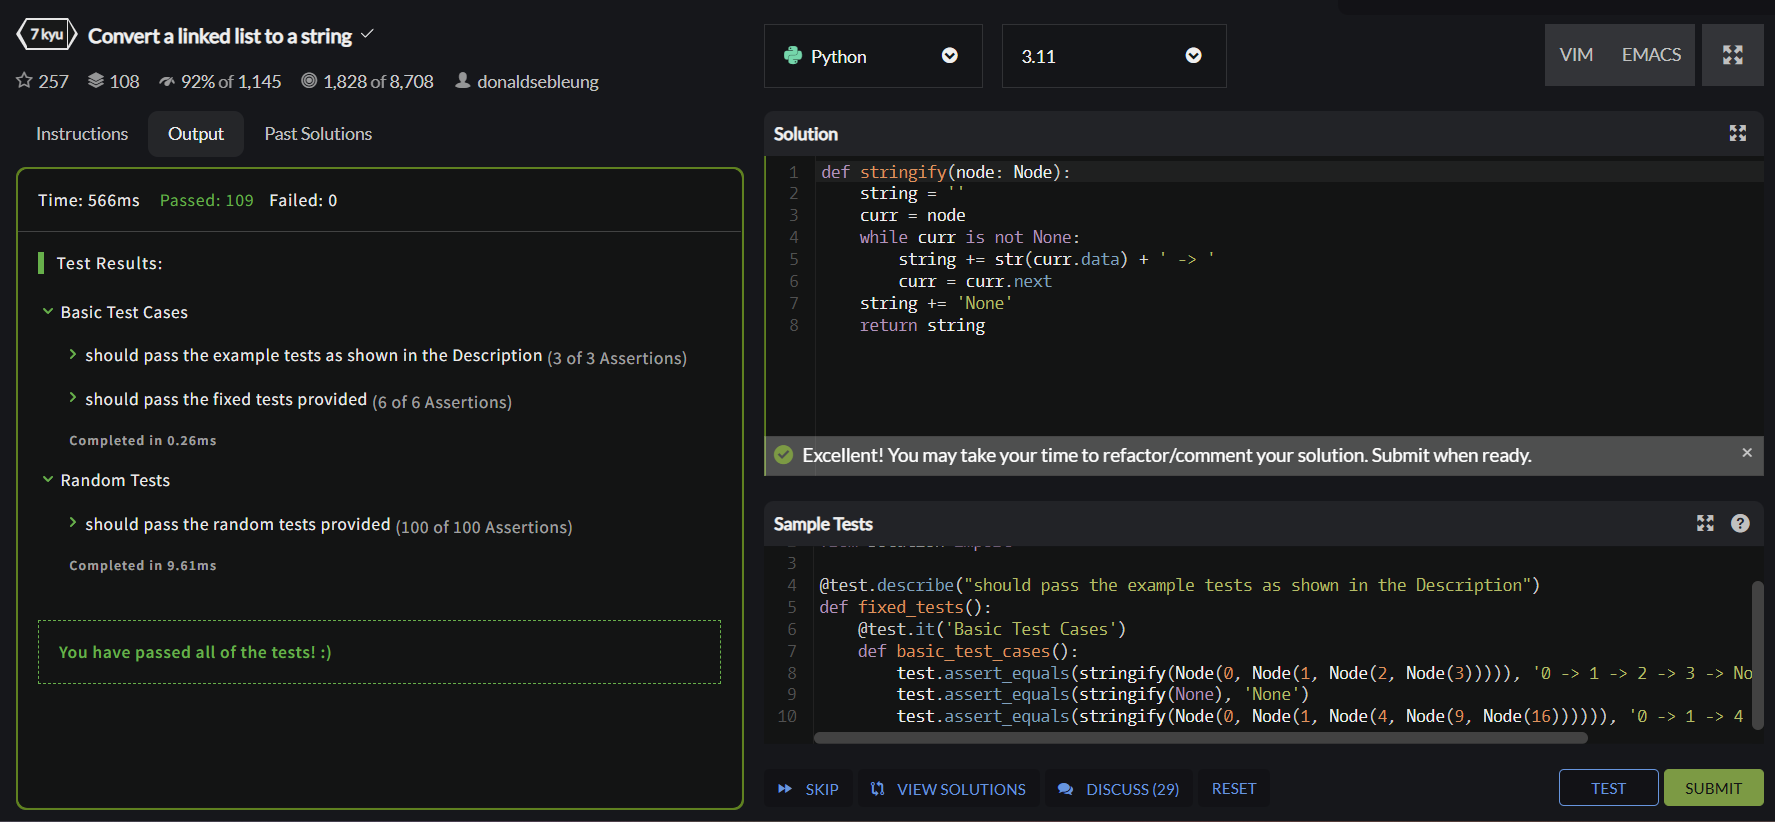 7 kyu Convert a linked list to a string
257 108 92% of 1,145 1,828 of 8,708 donaldsebleung
Instructions Output Past Solutions
Time: 566ms Passed: 109 Failed: 0
Test Results:
Basic Test Cases
should pass the example tests as shown in the Description (3 of 3 Assertions)
should pass the fixed tests provided (6 of 6 Assertions)
Completed in 0.26ms
Random Tests
should pass the random tests provided (100 of 100 Assertions)
Completed in 9.61ms
You have passed all of the tests! :)
Python 3.11 VIM EMACS
Solution
1 def stringify(node: Node):
2 string = ''
3 curr = node
4 while curr is not None:
5 string += str(curr.data) + ' -> '
6 curr = curr.next
7 string += 'None'
8 return string
Excellent! You may take your time to refactor/comment your solution. Submit when ready. ×
Sample Tests ?
3
4 @test.describe("should pass the example tests as shown in the Description")
5 def fixed_tests():
6 @test.it('Basic Test Cases')
7 def basic_test_cases():
8 test.assert_equals(stringify(Node(0, Node(1, Node(2, Node(3))))), '0 -> 1 -> 2 -> 3 -> No
9 test.assert_equals(stringify(None), 'None')
10 test.assert_equals(stringify(Node(0, Node(1, Node(4, Node(9, Node(16)))))), '0 -> 1 -> 4
SKIP VIEW SOLUTIONS DISCUSS (29) RESET TEST SUBMIT